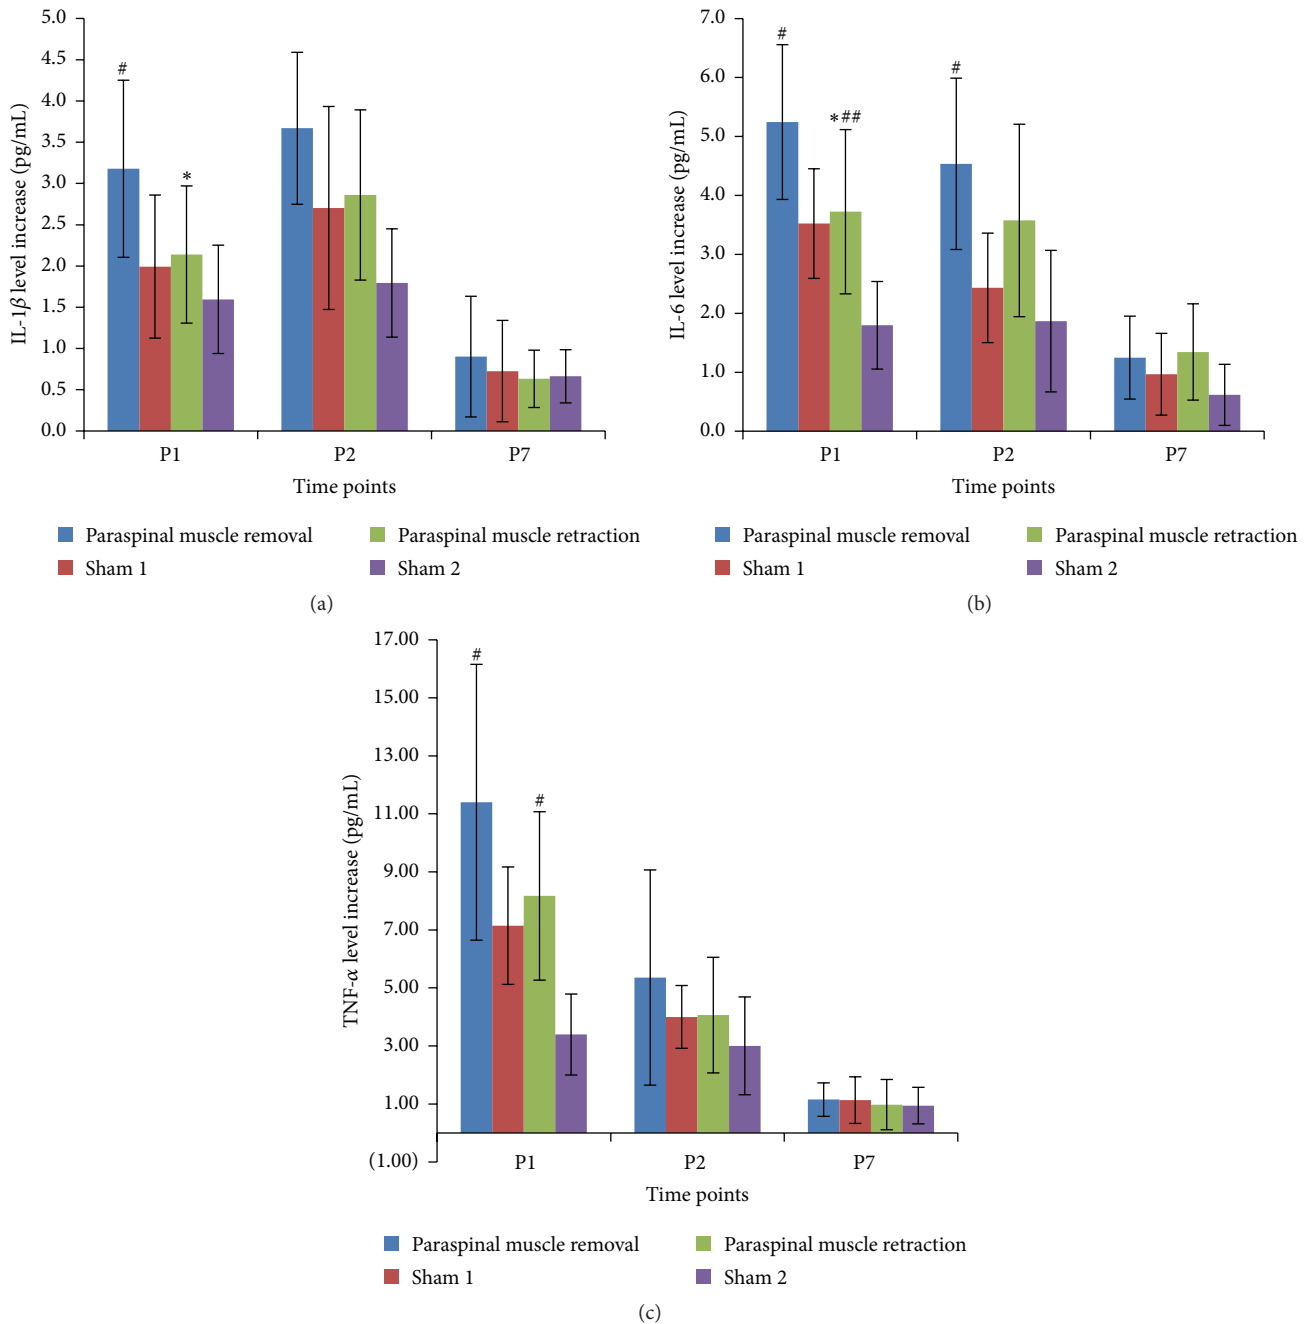 5.0
4.5
4.0
3.5
3.0
2.5
2.0
1.5
1.0
0.5
0.0
IL-1β level increase (pg/mL)
#
*
P1
P2
P7
Time points
Paraspinal muscle removal
Paraspinal muscle retraction
Sham 1
Sham 2
(a)
7.0
6.0
5.0
4.0
3.0
2.0
1.0
0.0
IL-6 level increase (pg/mL)
#
*##
#
P1
P2
P7
Time points
Paraspinal muscle removal
Paraspinal muscle retraction
Sham 1
Sham 2
(b)
17.00
15.00
13.00
11.00
9.00
7.00
5.00
3.00
1.00
(1.00)
TNF-α level increase (pg/mL)
#
#
P1
P2
P7
Time points
Paraspinal muscle removal
Paraspinal muscle retraction
Sham 1
Sham 2
(c)